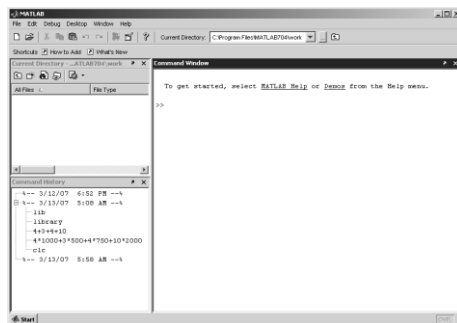 MATLAB
File Edit Debug Desktop Window Help
Current Directory: C:\Program Files\MATLAB704\work
Shortcuts How to Add What's New
Current Directory - ...ATLAB704\work
All Files File Type
Command History
%-- 3/12/07 6:52 PM --%
%-- 3/13/07 5:08 AM --%
lib
library
4+3+4+10
4*1000+3*500+4*750+10*2000
clc
%-- 3/13/07 5:58 AM --%
Command Window
To get started, select MATLAB Help or Demos from the Help menu.
>>
Start
OVR